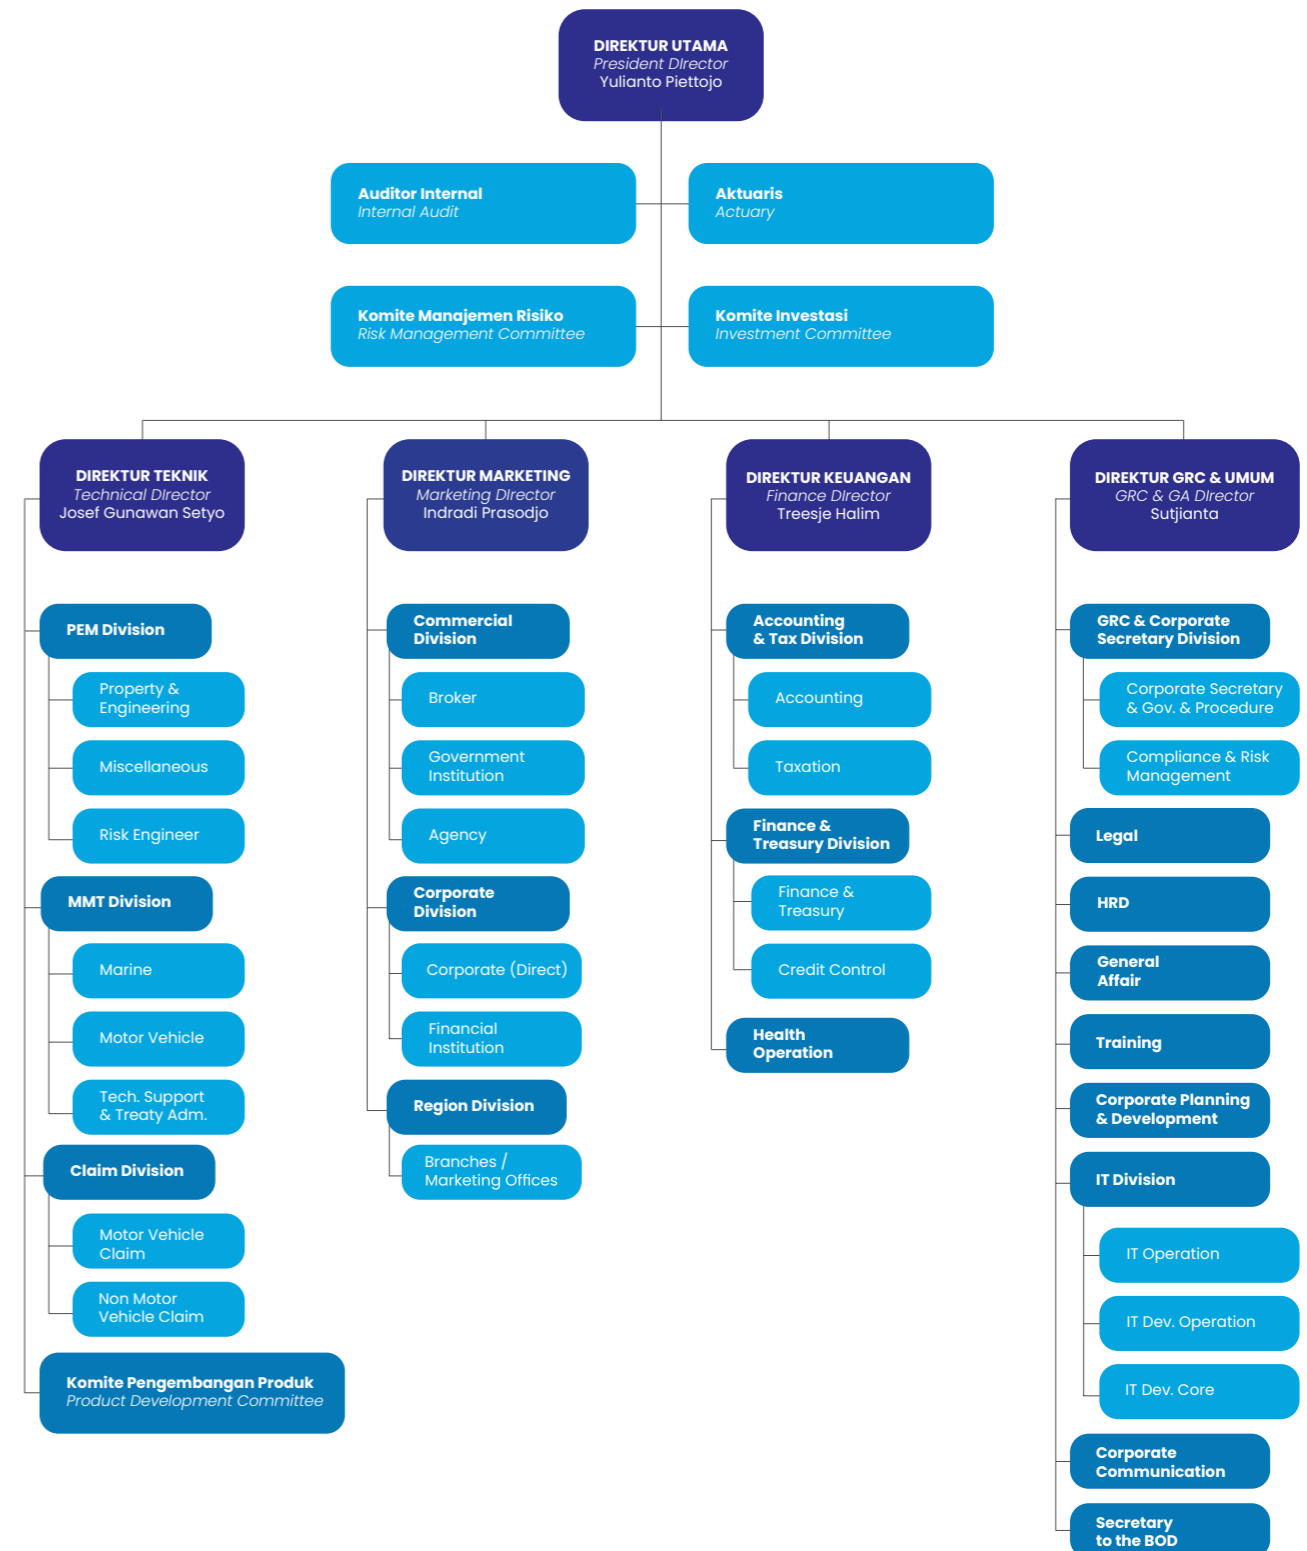 DIREKTUR UTAMA
President DIrector
Yulianto Piettojo
Auditor Internal
Internal Audit
Aktuaris
Actuary
Komite Manajemen Risiko
Risk Management Committee
Komite Investasi
Investment Committee
DIREKTUR TEKNIK
Technical DIrector
Josef Gunawan Setyo
PEM Division
Property &
Engineering
Miscellaneous
Risk Engineer
MMT Division
Marine
Motor Vehicle
Tech. Support
& Treaty Adm.
Claim Division
Motor Vehicle
Claim
Non Motor
Vehicle Claim
Komite Pengembangan Produk
Product Development Committee
DIREKTUR MARKETING
Marketing DIrector
Indradi Prasodjo
Commercial
Division
Broker
Government
Institution
Agency
Corporate
Division
Corporate (Direct)
Financial
Institution
Region Division
Branches /
Marketing Offices
DIREKTUR KEUANGAN
Finance DIrector
Treesje Halim
Accounting
& Tax Division
Accounting
Taxation
Finance &
Treasury Division
Finance &
Treasury
Credit Control
Health
Operation
DIREKTUR GRC & UMUM
GRC & GA DIrector
Sutjianta
GRC & Corporate
Secretary Division
Corporate Secretary
& Gov. & Procedure
Compliance & Risk
Management
Legal
HRD
General
Affair
Training
Corporate Planning
& Development
IT Division
IT Operation
IT Dev. Operation
IT Dev. Core
Corporate
Communication
Secretary
to the BOD